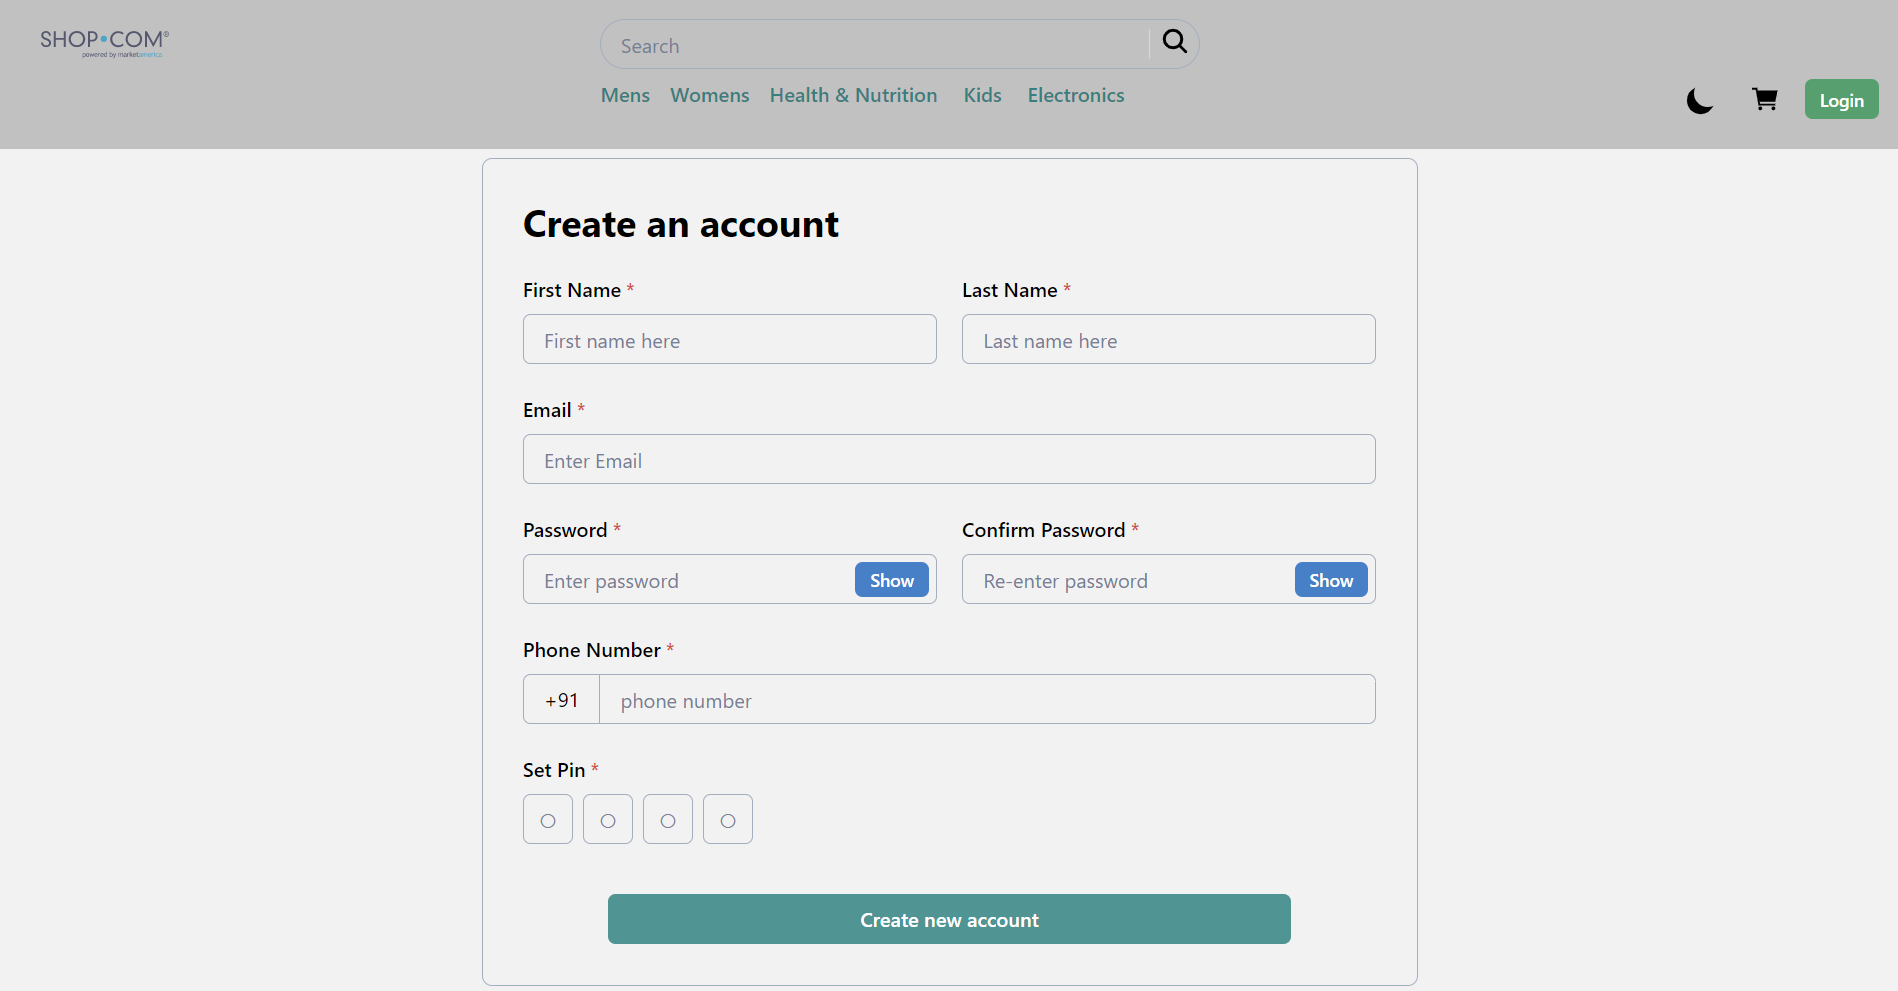 SHOP•COM®
powered by marketamerica
Search
Mens Womens Health & Nutrition Kids Electronics
Login
Create an account
First Name * Last Name *
First name here Last name here
Email *
Enter Email
Password * Confirm Password *
Enter password Show Re-enter password Show
Phone Number *
+91 phone number
Set Pin *
Create new account